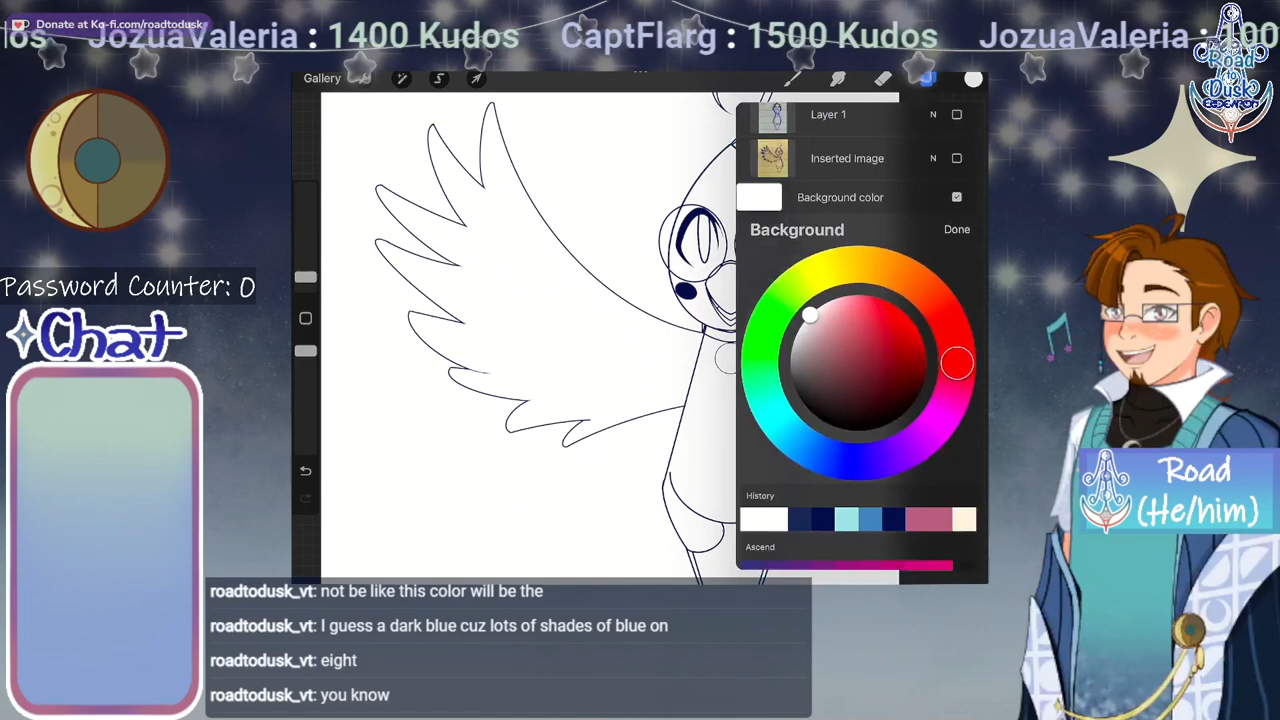 Donate at Ko-fi.com/roadtodusk
los JozuaValeria : 1400 Kudos CaptFlarg : 1500 Kudos JozuaValeria :
Road
to
Dusk
Gallery
Layer 1 N
Inserted Image N
Background color
Background Done
Password Counter: 0
Chat
History
Ascend
Road
(He/him)
roadtodusk_vt: not be like this color will be the
roadtodusk_vt: I guess a dark blue cuz lots of shades of blue on
roadtodusk_vt: eight
roadtodusk_vt: you know